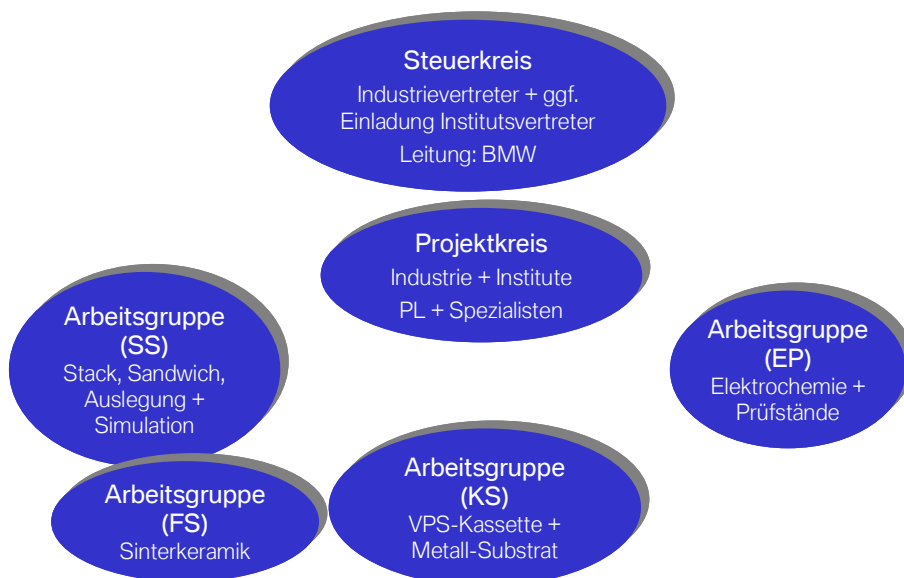 Steuerkreis
Industrievertreter + ggf.
Einladung Institutsvertreter
Leitung: BMW
Projektkreis
Industrie + Institute
PL + Spezialisten
Arbeitsgruppe
(SS)
Stack, Sandwich,
Auslegung +
Simulation
Arbeitsgruppe
(EP)
Elektrochemie +
Prüfstände
Arbeitsgruppe
(FS)
Sinterkeramik
Arbeitsgruppe
(KS)
VPS-Kassette +
Metall-Substrat